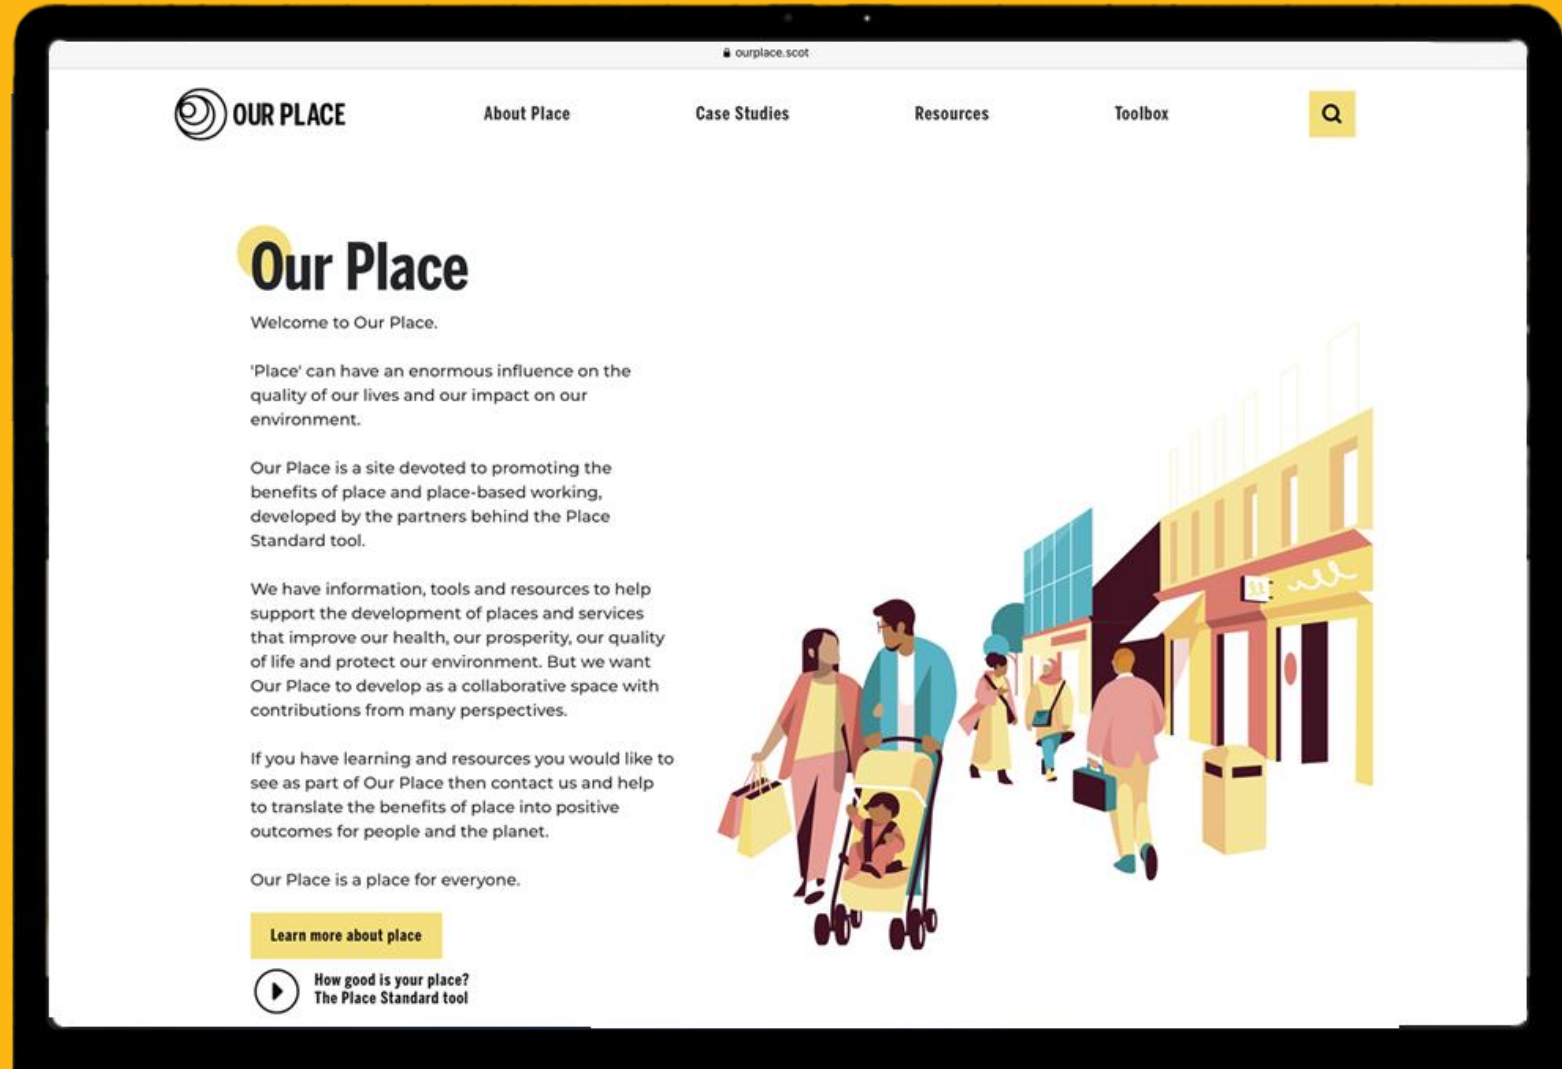 ourplace.scot
OUR PLACE
About Place
Case Studies
Resources
Toolbox
Our Place
Welcome to Our Place.
'Place' can have an enormous influence on the
quality of our lives and our impact on our
environment.
Our Place is a site devoted to promoting the
benefits of place and place-based working,
developed by the partners behind the Place
Standard tool.
We have information, tools and resources to help
support the development of places and services
that improve our health, our prosperity, our quality
of life and protect our environment. But we want
Our Place to develop as a collaborative space with
contributions from many perspectives.
If you have learning and resources you would like to
see as part of Our Place then contact us and help
to translate the benefits of place into positive
outcomes for people and the planet.
Our Place is a place for everyone.
Learn more about place
How good is your place?
The Place Standard tool